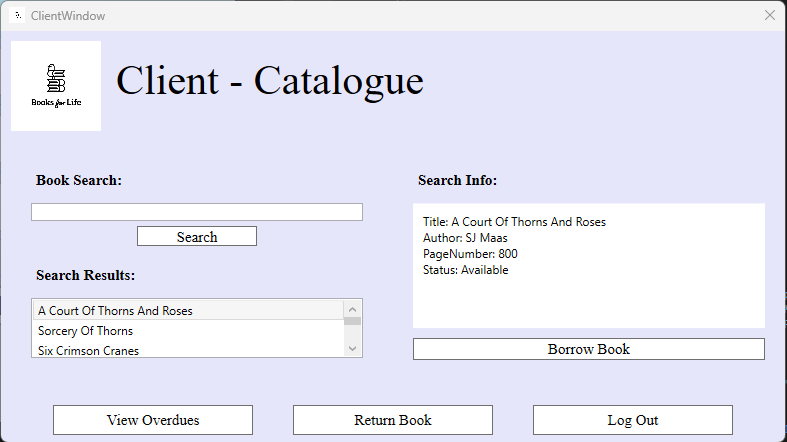 ClientWindow
Books for Life
Client - Catalogue
Book Search:
Search
Search Results:
A Court Of Thorns And Roses
Sorcery Of Thorns
Six Crimson Cranes
Search Info:
Title: A Court Of Thorns And Roses
Author: SJ Maas
PageNumber: 800
Status: Available
Borrow Book
View Overdues
Return Book
Log Out